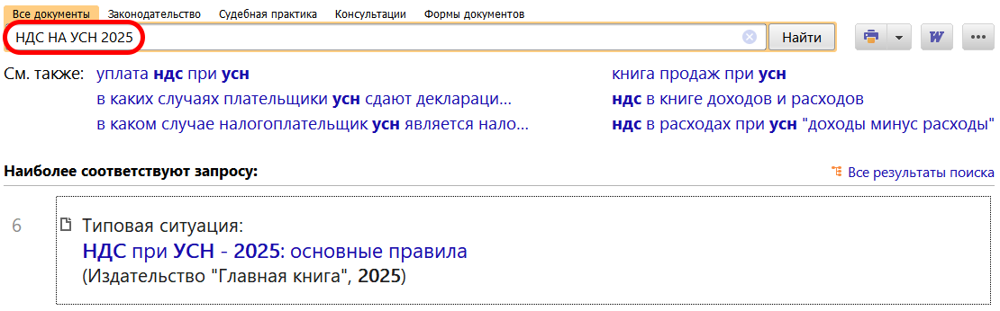 Все документы Законодательство Судебная практика Консультации Формы документов
НДС НА УСН 2025 Найти W
См. также: уплата ндс при усн книга продаж при усн
в каких случаях плательщики усн сдают деклараци... ндс в книге доходов и расходов
в каком случае налогоплательщик усн является нало... ндс в расходах при усн "доходы минус расходы"
Наиболее соответствуют запросу: Все результаты поиска
6 Типовая ситуация:
НДС при УСН - 2025: основные правила
(Издательство "Главная книга", 2025)